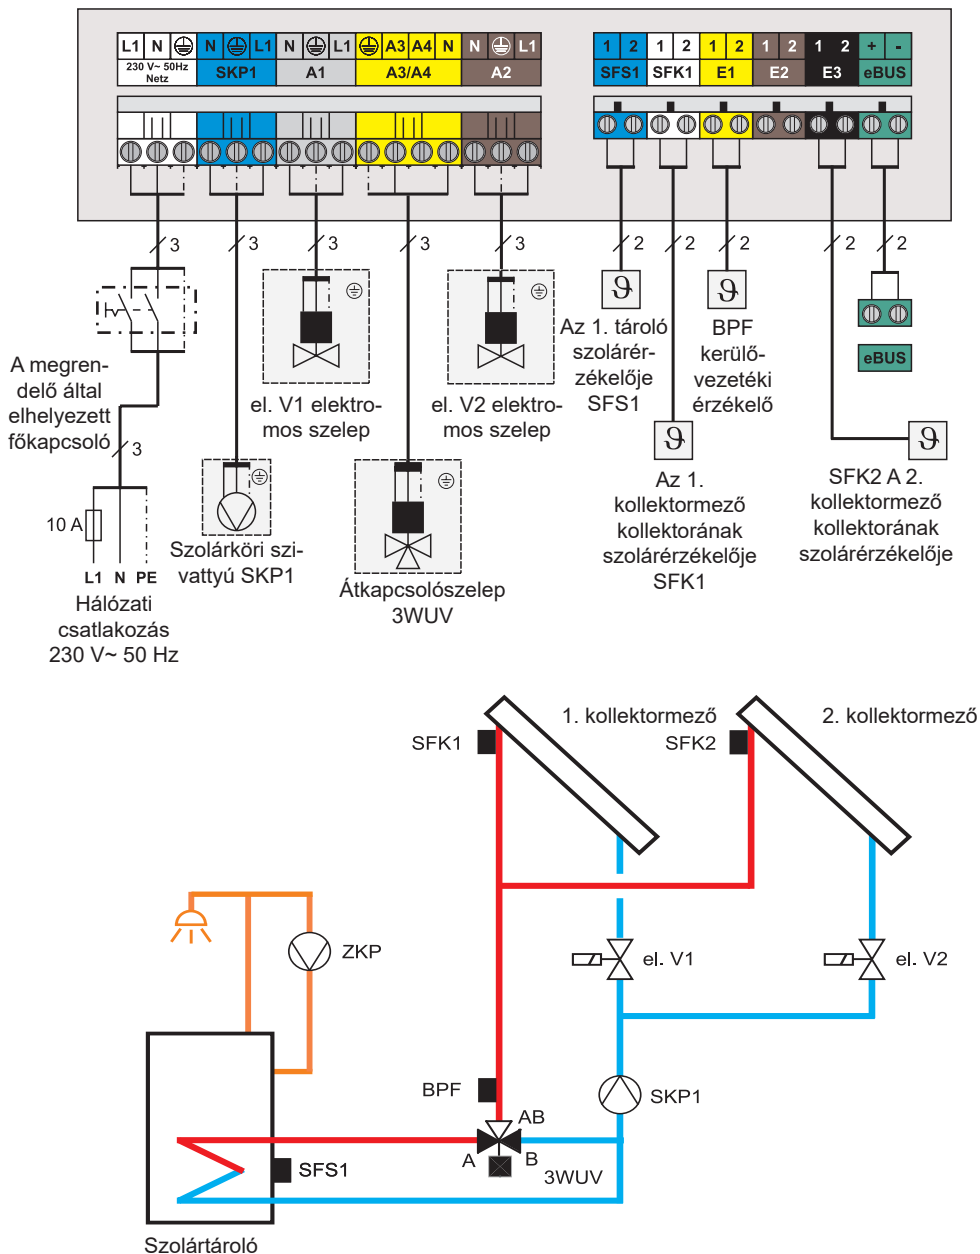 L1 N N L1 N L1 A3 A4 N N L1
230 V~ 50Hz
Netz
SKP1 A1 A3/A4 A2
1 2 1 2 1 2 1 2 1 2 + -
SFS1 SFK1 E1 E2 E3 eBUS
3 3 3 3 3 2 2 2 2 2
A megren-
delő által
elhelyezett
főkapcsoló
3
10 A
L1 N PE
Hálózati
csatlakozás
230 V~ 50 Hz
Szolárköri szi-
vattyú SKP1
el. V1 elektro-
mos szelep
Átkapcsolószelep
3WUV
el. V2 elektro-
mos szelep
ϑ
Az 1. tároló
szolárér-
zékelője
SFS1
ϑ
Az 1.
kollektormező
kollektorának
szolárérzékelője
SFK1
ϑ
BPF
kerülő-
vezetéki
érzékelő
eBUS
ϑ
SFK2 A 2.
kollektormező
kollektorának
szolárérzékelője
1. kollektormező
2. kollektormező
SFK1
SFK2
ZKP
el. V1
el. V2
BPF
SKP1
AB
A
B
3WUV
SFS1
Szolártároló